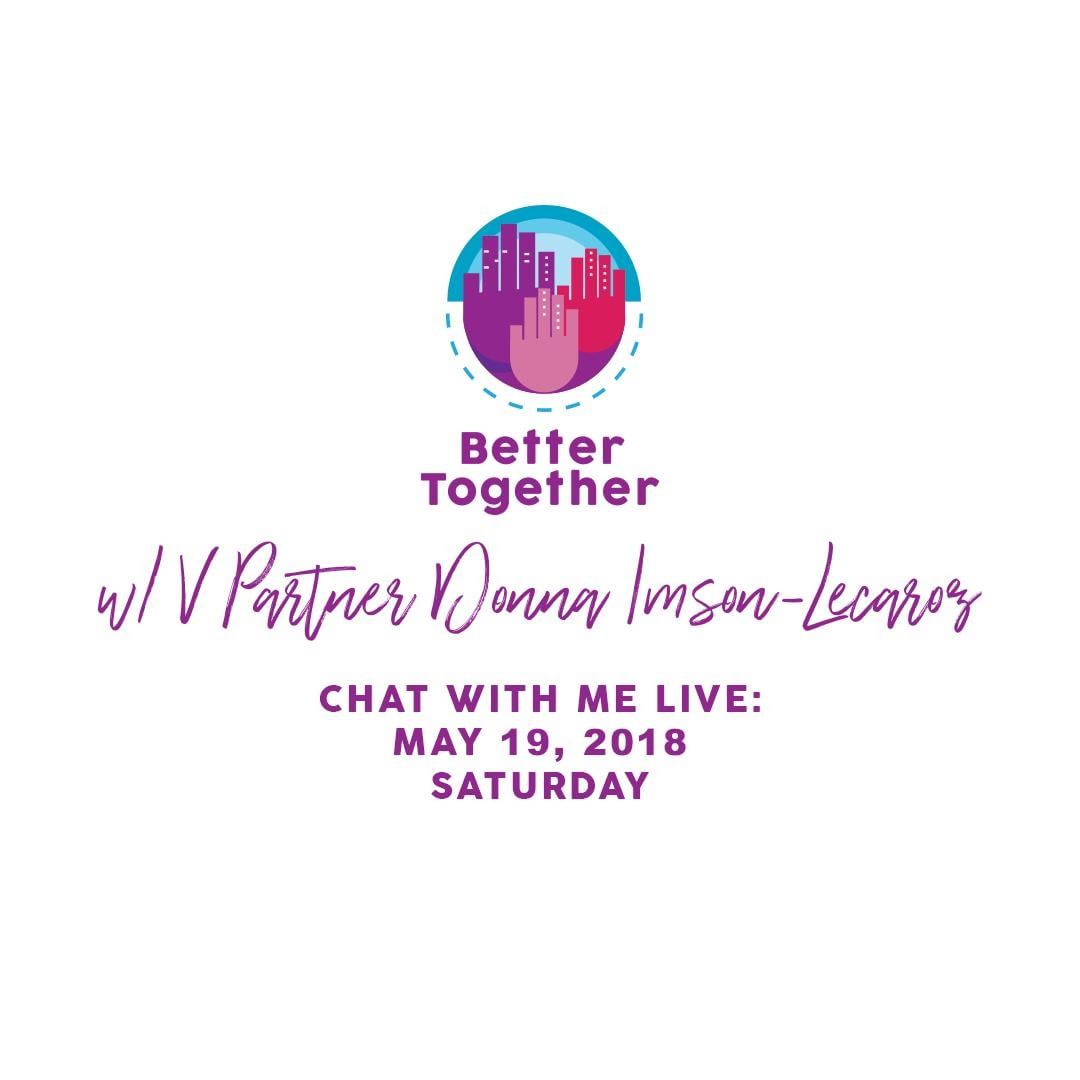 Better
Together
w/ V Partner Donna Imson-Lecaroz
CHAT WITH ME LIVE:
MAY 19, 2018
SATURDAY